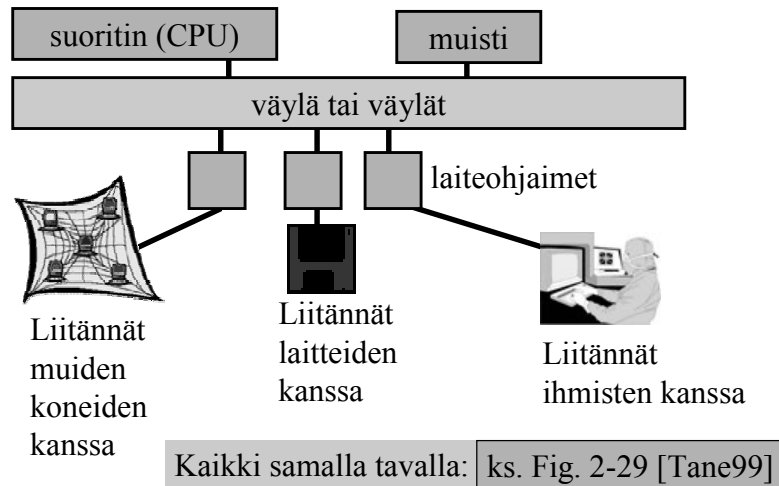 suoritin (CPU)
muisti
väylä tai väylät
laiteohjaimet
Liitännät
muiden
koneiden
kanssa
Liitännät
laitteiden
kanssa
Liitännät
ihmisten kanssa
Kaikki samalla tavalla: ks. Fig. 2-29 [Tane99]